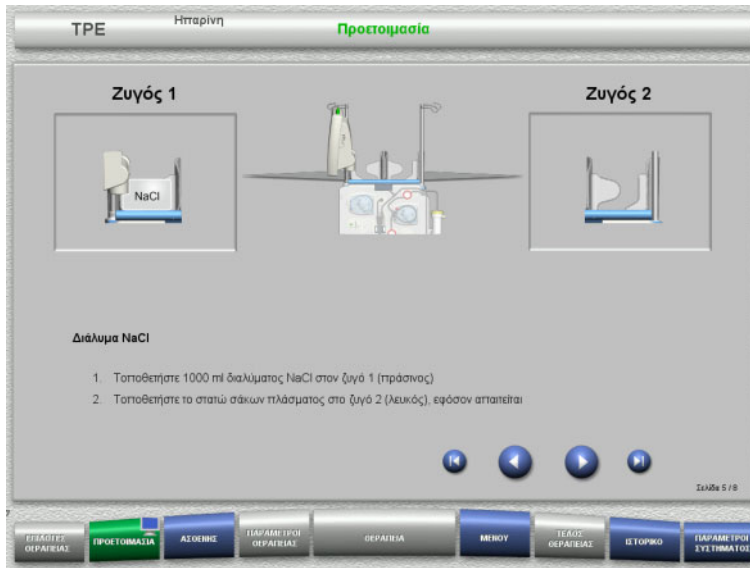 TPE
Ηπαρίνη
Προετοιμασία
Ζυγός 1
Ζυγός 2
NaCl
Διάλυμα NaCl
1. Τοποθετήστε 1000 ml διαλύματος NaCl στον ζυγό 1 (πράσινος)
2. Τοποθετήστε το στατώ σάκων πλάσματος στο ζυγό 2 (λευκός), εφόσον απαιτείται
Σελίδα 5 / 8
ΕΠΙΛΟΓΕΣ
ΘΕΡΑΠΕΙΑΣ
ΠΡΟΕΤΟΙΜΑΣΙΑ
ΑΣΘΕΝΗΣ
ΠΑΡΑΜΕΤΡΟΙ
ΘΕΡΑΠΕΙΑΣ
ΘΕΡΑΠΕΙΑ
ΜΕΝΟΥ
ΤΕΛΟΣ
ΘΕΡΑΠΕΙΑΣ
ΙΣΤΟΡΙΚΟ
ΠΑΡΑΜΕΤΡΟΙ
ΣΥΣΤΗΜΑΤΟΣ